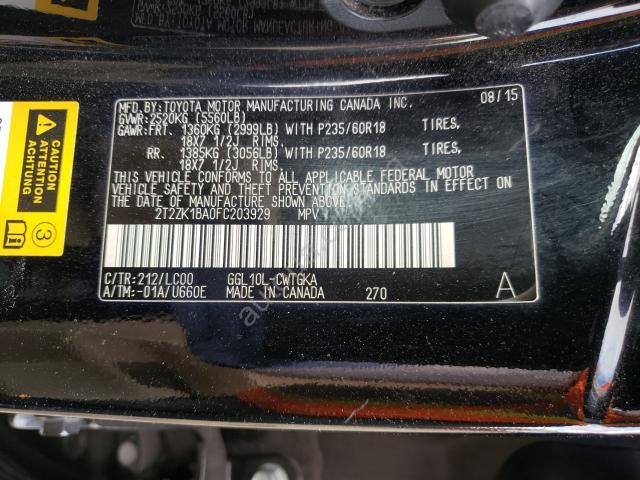 MFD.BY:TOYOTA MOTOR MANUFACTURING CANADA INC. 08/15
GVWR:2520KG (5560LB)
GAWR:FRT. 1360KG (2999LB) WITH P235/60R18 TIRES,
18X7 1/2J RIMS,
RR. 1385KG (3056LB) WITH P235/60R18 TIRES,
18X7 1/2J RIMS.
THIS VEHICLE CONFORMS TO ALL APPLICABLE FEDERAL MOTOR
VEHICLE SAFETY AND THEFT PREVENTION STANDARDS IN EFFECT
ON THE DATE OF MANUFACTURE SHOWN ABOVE.
2T2ZK1BA0FC203929 MPV
C/TR:212/LC00 GGL10L-CWTGKA
A/TM:-01A/U660E MADE IN CANADA 270 A
CAUTION
ATTENTION
ACHTUNG
3